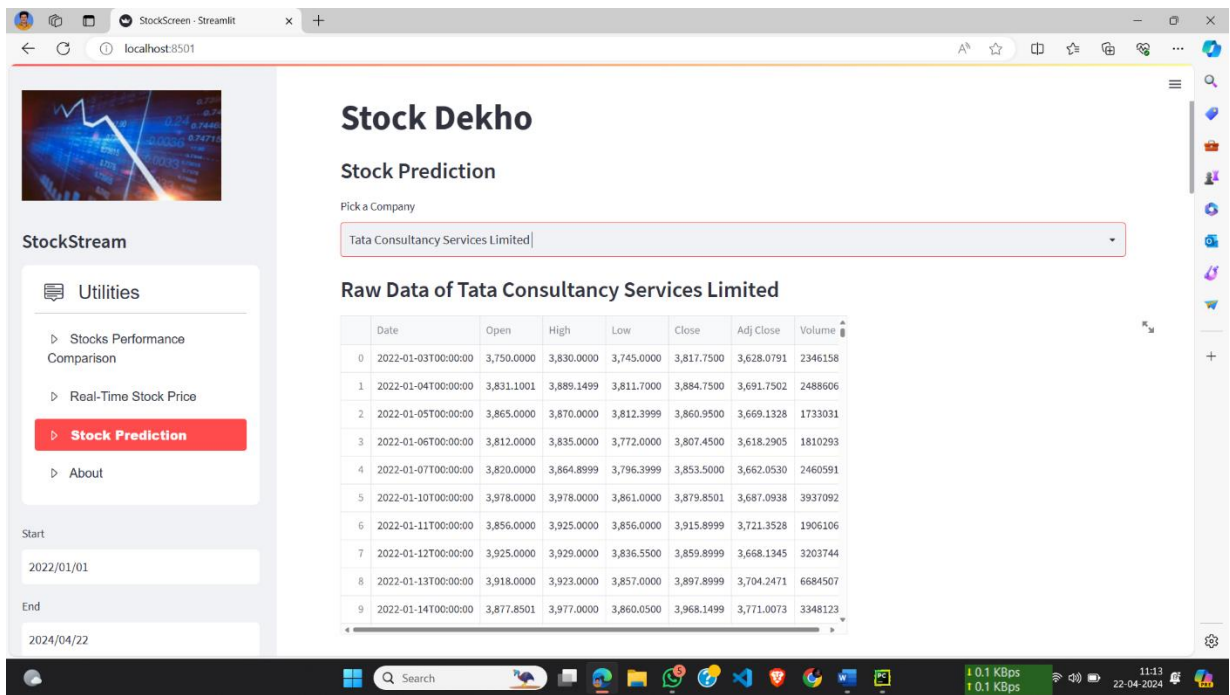 StockScreen - Streamlit
localhost:8501
StockStream
Utilities
Stocks Performance
Comparison
Real-Time Stock Price
Stock Prediction
About
Start
2022/01/01
End
2024/04/22
Stock Dekho
Stock Prediction
Pick a Company
Tata Consultancy Services Limited
Raw Data of Tata Consultancy Services Limited
Date Open High Low Close Adj Close Volume
0 2022-01-03T00:00:00 3,750.0000 3,830.0000 3,745.0000 3,817.7500 3,628.0791 2346158
1 2022-01-04T00:00:00 3,831.1001 3,889.1499 3,811.7000 3,884.7500 3,691.7502 2488606
2 2022-01-05T00:00:00 3,865.0000 3,870.0000 3,812.3999 3,860.9500 3,669.1328 1733031
3 2022-01-06T00:00:00 3,812.0000 3,835.0000 3,772.0000 3,807.4500 3,618.2905 1810293
4 2022-01-07T00:00:00 3,820.0000 3,864.8999 3,796.3999 3,853.5000 3,662.0530 2460591
5 2022-01-10T00:00:00 3,978.0000 3,978.0000 3,861.0000 3,879.8501 3,687.0938 3937092
6 2022-01-11T00:00:00 3,856.0000 3,925.0000 3,856.0000 3,915.8999 3,721.3528 1906106
7 2022-01-12T00:00:00 3,925.0000 3,929.0000 3,836.5500 3,859.8999 3,668.1345 3203744
8 2022-01-13T00:00:00 3,918.0000 3,923.0000 3,857.0000 3,897.8999 3,704.2471 6684507
9 2022-01-14T00:00:00 3,877.8501 3,977.0000 3,860.0500 3,968.1499 3,771.0073 3348123
Search
0.1 KBps
0.1 KBps
11:13
22-04-2024